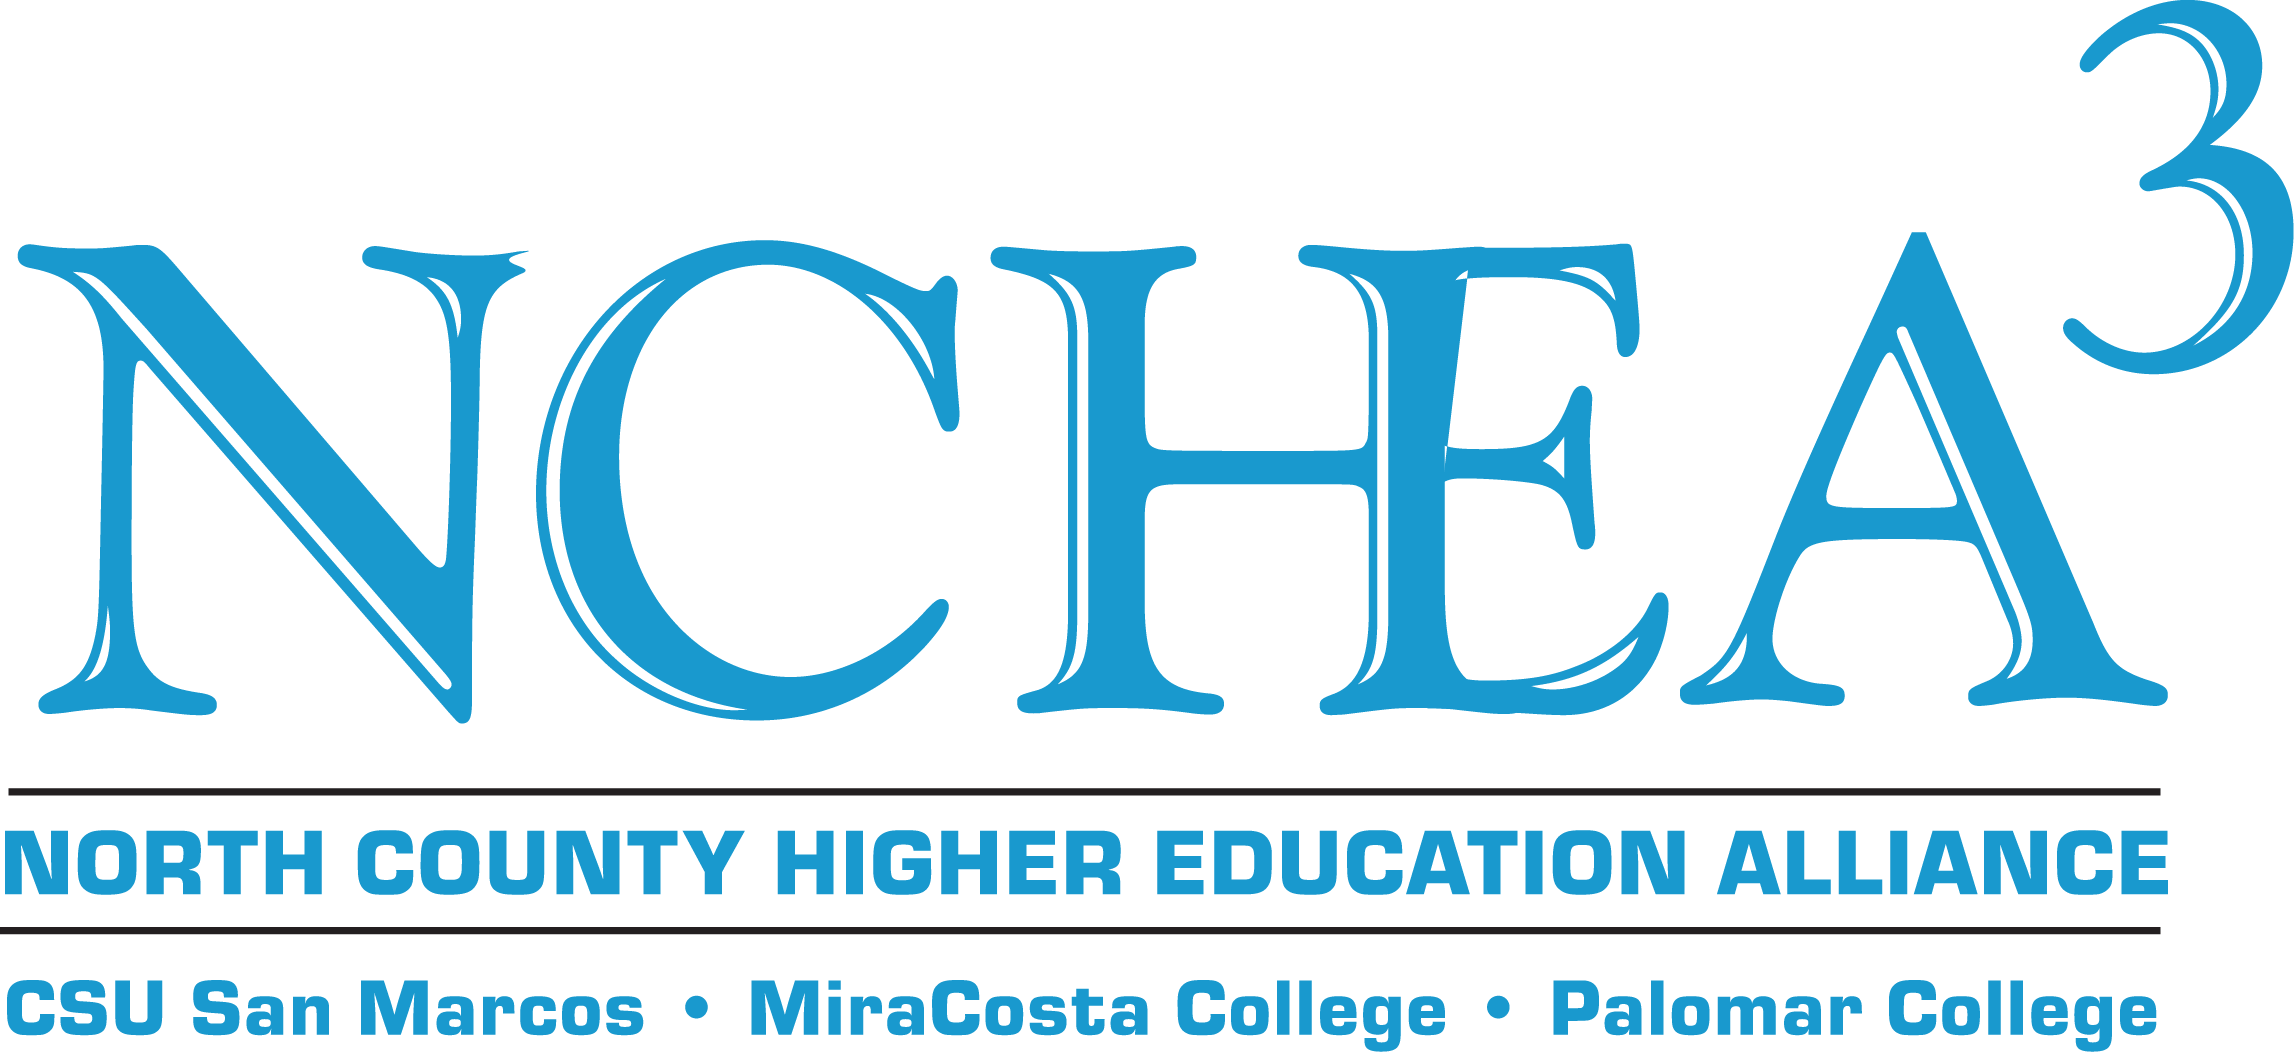 NCHEA³
NORTH COUNTY HIGHER EDUCATION ALLIANCE
CSU San Marcos • MiraCosta College • Palomar College